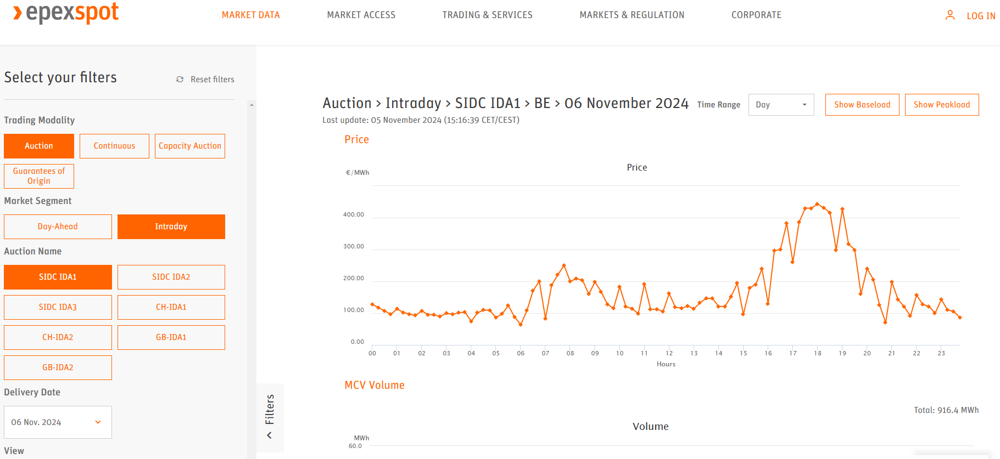 epexspot
MARKET DATA
MARKET ACCESS
TRADING & SERVICES
MARKETS & REGULATION
CORPORATE
LOG IN
Select your filters
Reset filters
Trading Modality
Auction
Continuous
Capacity Auction
Guarantees of
Origin
Market Segment
Day-Ahead
Intraday
Auction Name
SIDC IDA1
SIDC IDA2
SIDC IDA3
CH-IDA1
CH-IDA2
GB-IDA1
GB-IDA2
Delivery Date
06 Nov. 2024
View
Filters
Auction > Intraday > SIDC IDA1 > BE > 06 November 2024
Time Range
Day
Show Baseload
Show Peakload
Last update: 05 November 2024 (15:16:39 CET/CEST)
Price
Price
€/MWh
400.00
300.00
200.00
100.00
0.00
00 01 02 03 04 05 06 07 08 09 10 11 12 13 14 15 16 17 18 19 20 21 22 23
Hours
MCV Volume
Total: 916.4 MWh
Volume
MWh
60.0